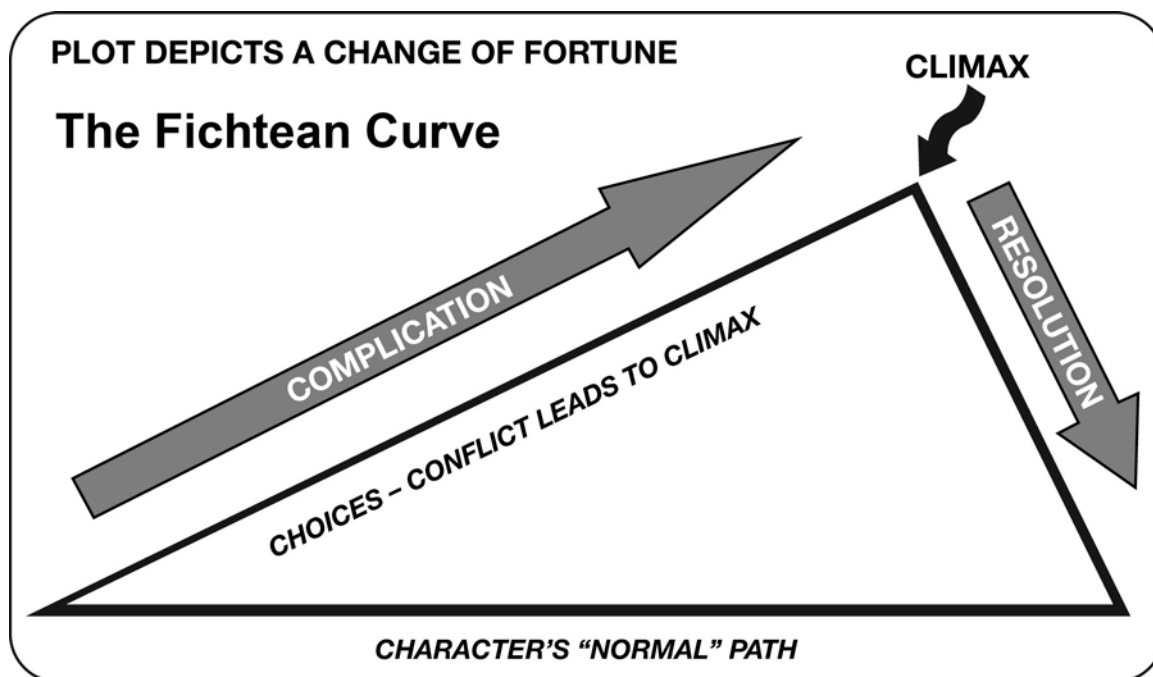 PLOT DEPICTS A CHANGE OF FORTUNE
CLIMAX
The Fichtean Curve
COMPLICATION
RESOLUTION
CHOICES – CONFLICT LEADS TO CLIMAX
CHARACTER’S “NORMAL” PATH